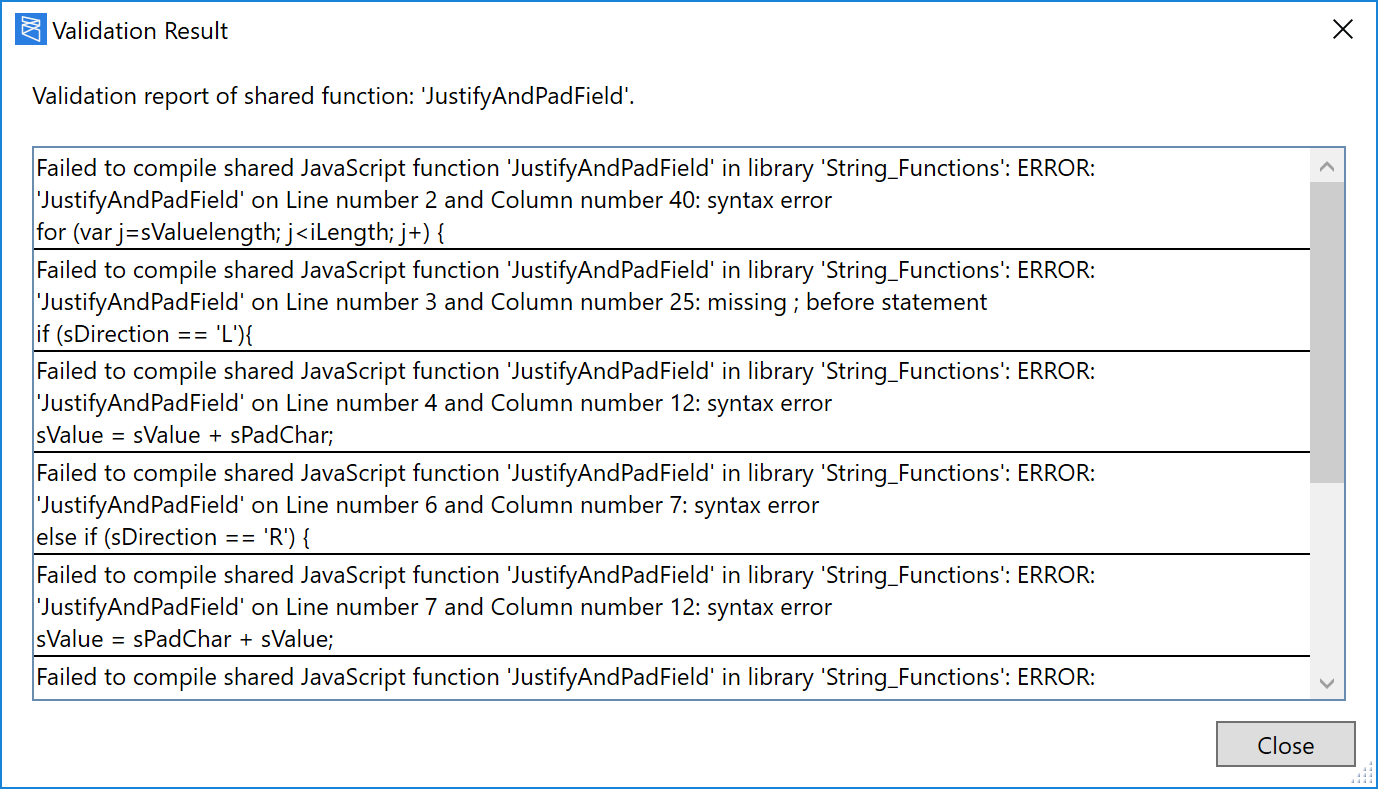 Validation Result
Validation report of shared function: 'JustifyAndPadField'.
Failed to compile shared JavaScript function 'JustifyAndPadField' in library 'String_Functions': ERROR:
'JustifyAndPadField' on Line number 2 and Column number 40: syntax error
for (var j=sValuelength; j<iLength; j+) {
Failed to compile shared JavaScript function 'JustifyAndPadField' in library 'String_Functions': ERROR:
'JustifyAndPadField' on Line number 3 and Column number 25: missing ; before statement
if (sDirection == 'L'){
Failed to compile shared JavaScript function 'JustifyAndPadField' in library 'String_Functions': ERROR:
'JustifyAndPadField' on Line number 4 and Column number 12: syntax error
sValue = sValue + sPadChar;
Failed to compile shared JavaScript function 'JustifyAndPadField' in library 'String_Functions': ERROR:
'JustifyAndPadField' on Line number 6 and Column number 7: syntax error
else if (sDirection == 'R') {
Failed to compile shared JavaScript function 'JustifyAndPadField' in library 'String_Functions': ERROR:
'JustifyAndPadField' on Line number 7 and Column number 12: syntax error
sValue = sPadChar + sValue;
Failed to compile shared JavaScript function 'JustifyAndPadField' in library 'String_Functions': ERROR:
Close